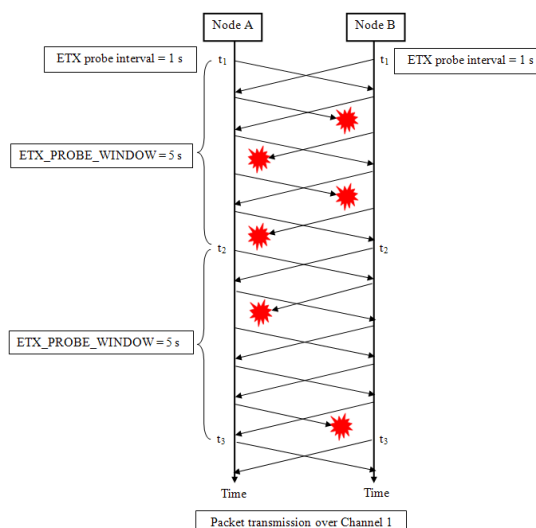 Node A
Node B
ETX probe interval = 1 s
t1
t1
ETX probe interval = 1 s
ETX_PROBE_WINDOW = 5 s
t2
t2
ETX_PROBE_WINDOW = 5 s
t3
t3
Time
Time
Packet transmission over Channel 1